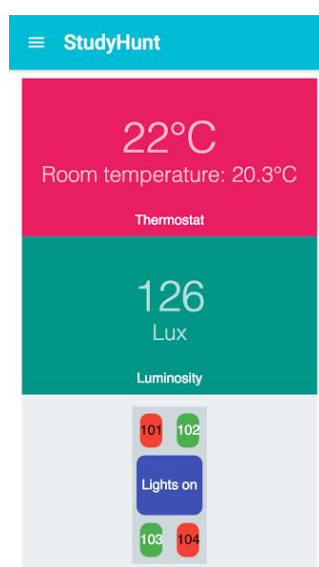 StudyHunt
22°C
Room temperature: 20.3°C
Thermostat
126
Lux
Luminosity
101 102
Lights on
103 104